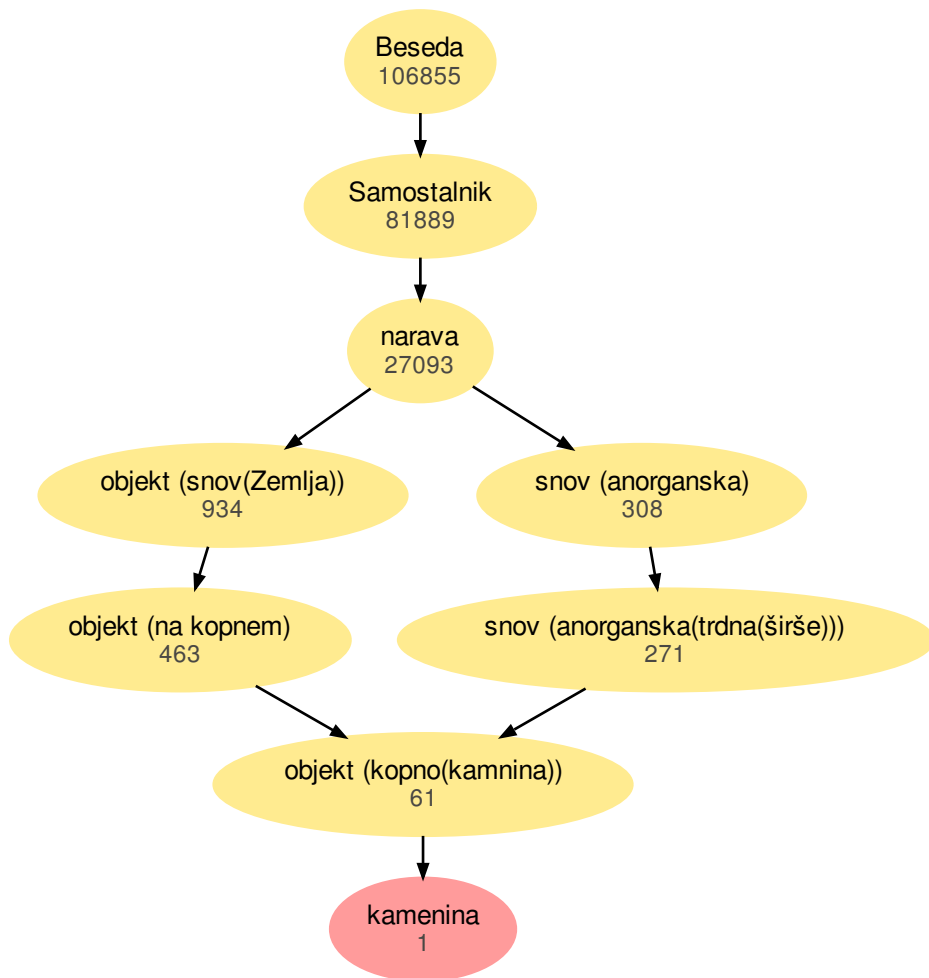 Beseda
106855
Samostalnik
81889
narava
27093
objekt (snov(Zemlja))
934
snov (anorganska)
308
objekt (na kopnem)
463
snov (anorganska(trdna(širše)))
271
objekt (kopno(kamnina))
61
kamenina
1